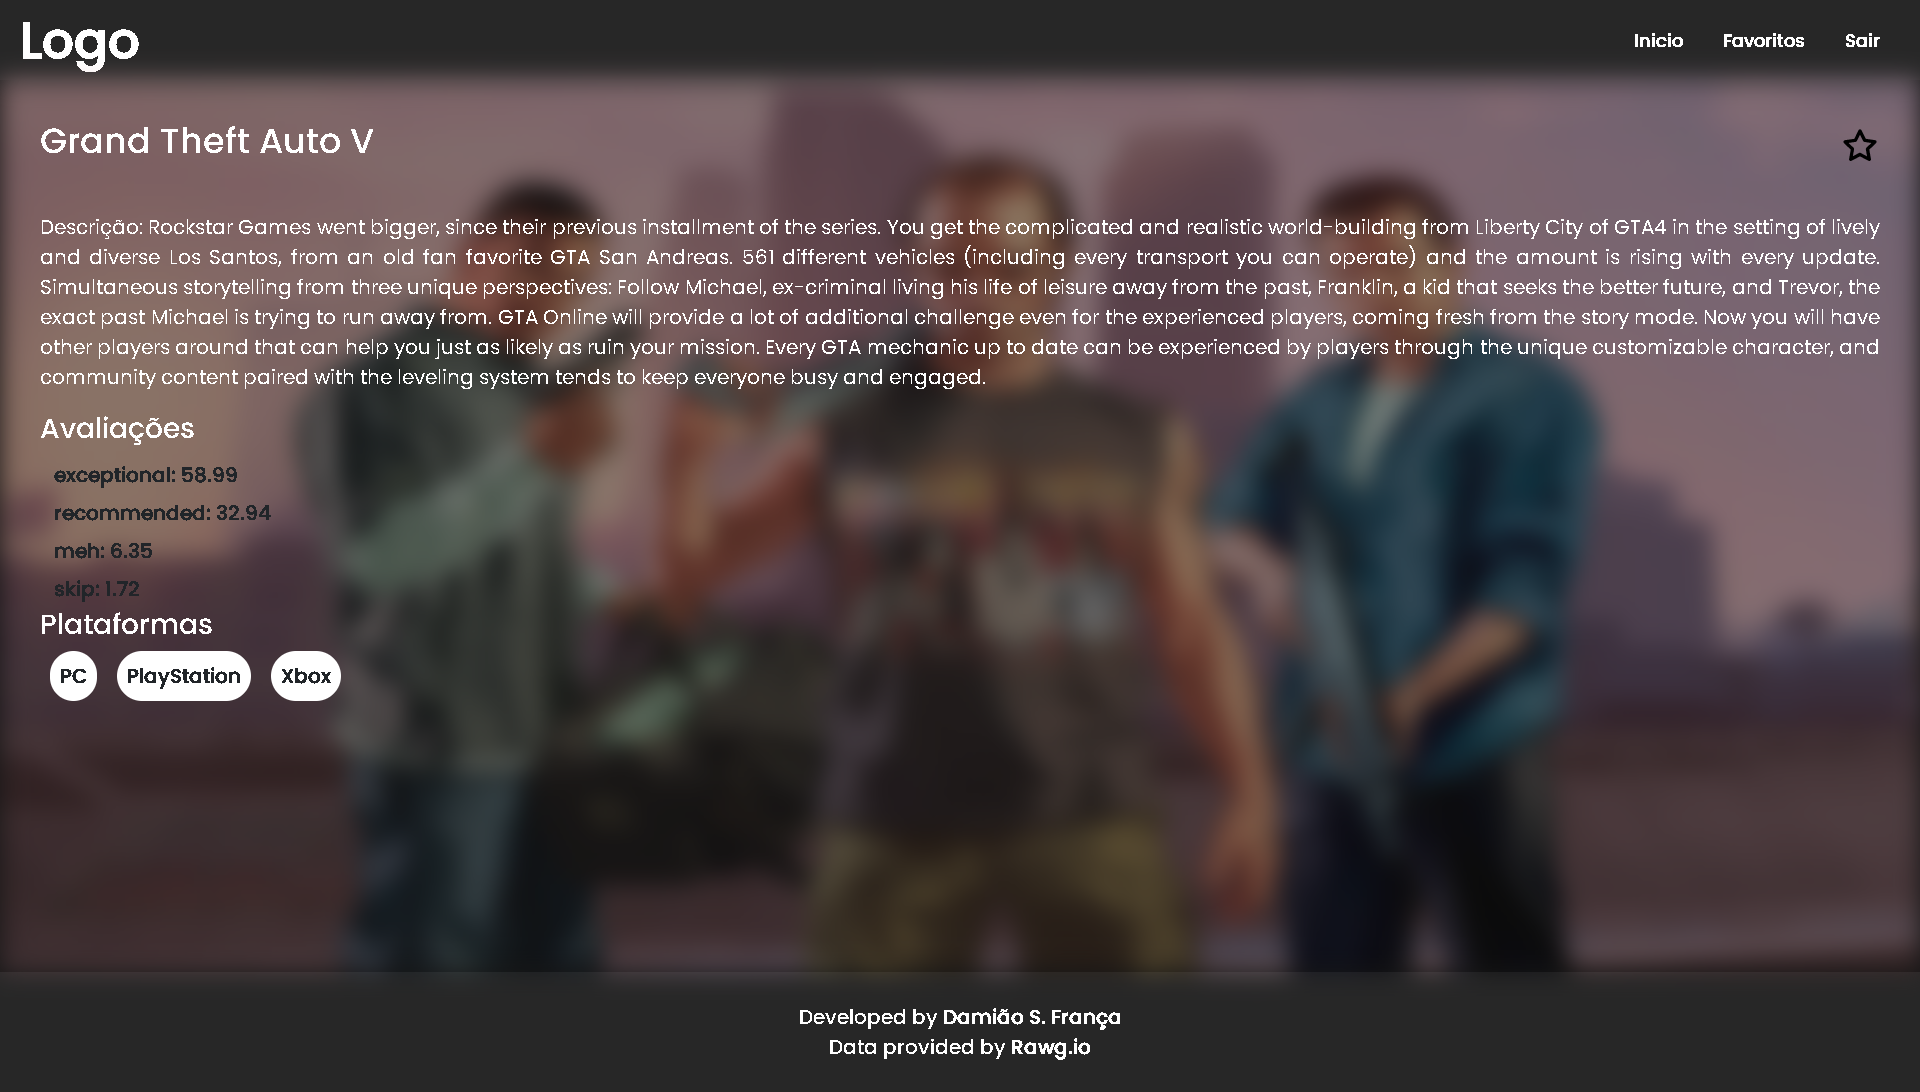 Logo
Inicio Favoritos Sair
Grand Theft Auto V
Descrição: Rockstar Games went bigger, since their previous installment of the series. You get the complicated and realistic world-building from Liberty City of GTA4 in the setting of lively
and diverse Los Santos, from an old fan favorite GTA San Andreas. 561 different vehicles (including every transport you can operate) and the amount is rising with every update.
Simultaneous storytelling from three unique perspectives: Follow Michael, ex-criminal living his life of leisure away from the past, Franklin, a kid that seeks the better future, and Trevor, the
exact past Michael is trying to run away from. GTA Online will provide a lot of additional challenge even for the experienced players, coming fresh from the story mode. Now you will have
other players around that can help you just as likely as ruin your mission. Every GTA mechanic up to date can be experienced by players through the unique customizable character, and
community content paired with the leveling system tends to keep everyone busy and engaged.
Avaliações
exceptional: 58.99
recommended: 32.94
meh: 6.35
skip: 1.72
Plataformas
PC PlayStation Xbox
Developed by Damião S. França
Data provided by Rawg.io